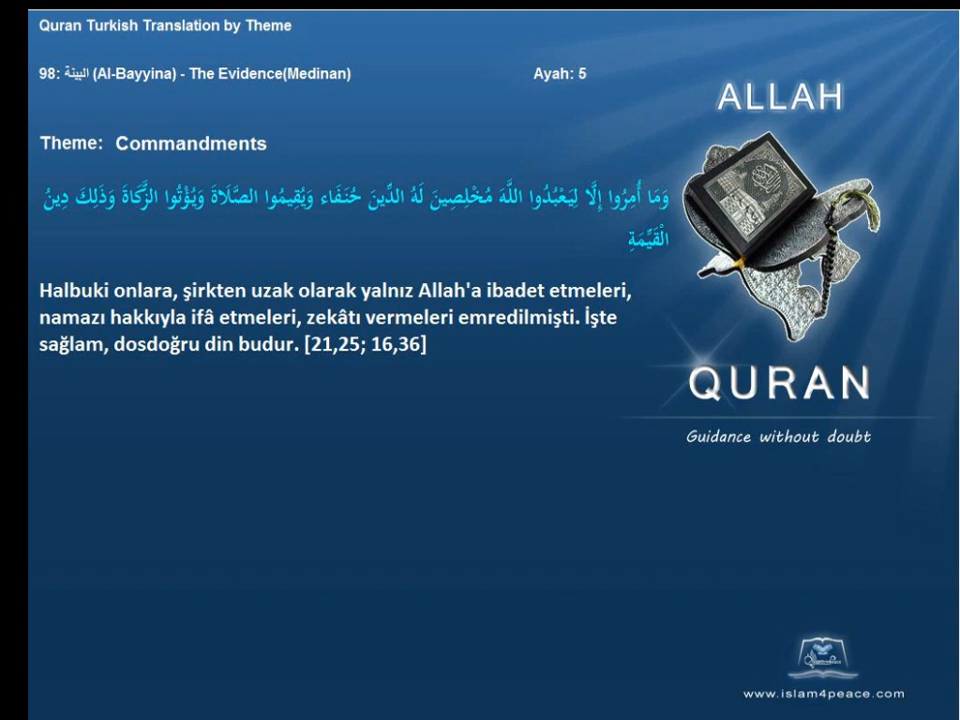 Quran Turkish Translation by Theme
98: البينة (Al-Bayyina) - The Evidence(Medinan)
Ayah: 5
Theme: Commandments
وَمَا أُمِرُوا إِلَّا لِيَعْبُدُوا اللَّهَ مُخْلِصِينَ لَهُ الدِّينَ حُنَفَاء وَيُقِيمُوا الصَّلَاةَ وَيُؤْتُوا الزَّكَاةَ وَذَلِكَ دِينُ
الْقَيِّمَةِ
Halbuki onlara, şirkten uzak olarak yalnız Allah'a ibadet etmeleri,
namazı hakkıyla ifâ etmeleri, zekâtı vermeleri emredilmişti. İşte
sağlam, dosdoğru din budur. [21,25; 16,36]
ALLAH
QURAN
Guidance without doubt
www.islam4peace.com